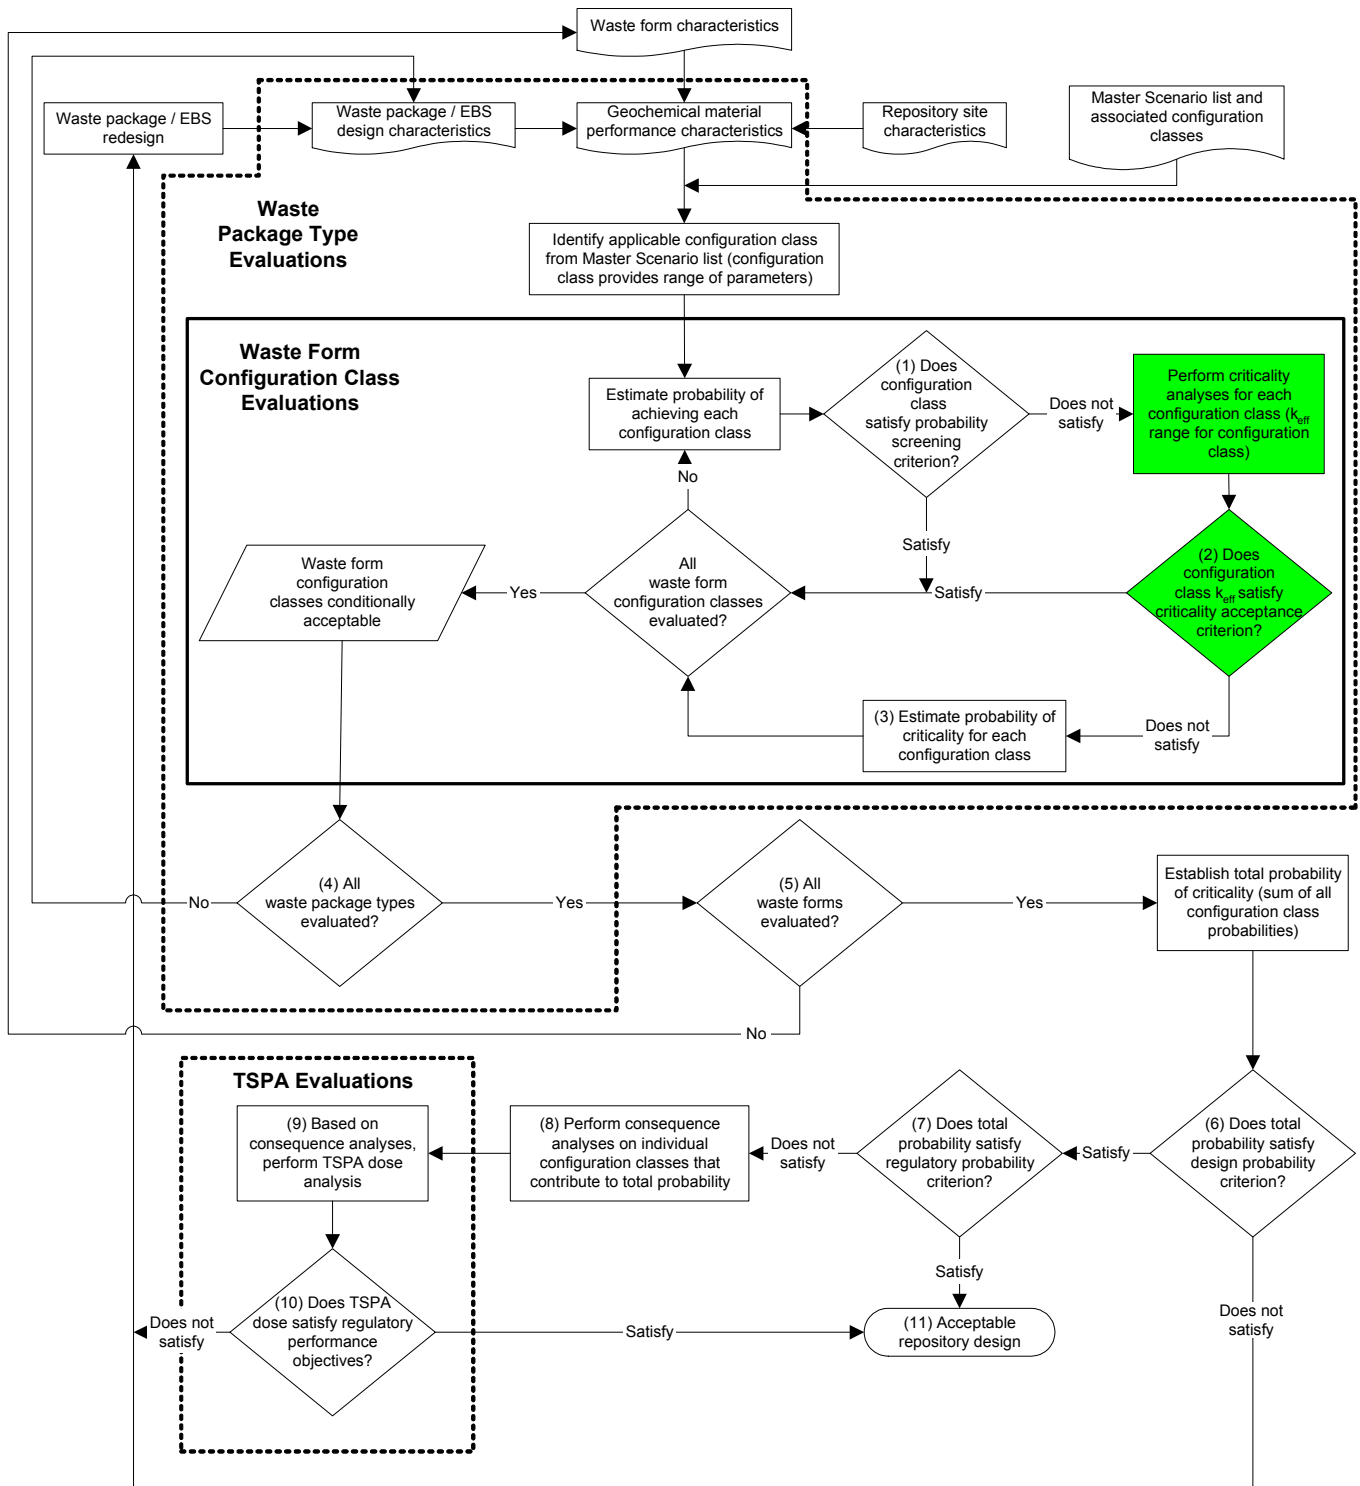 Waste form characteristics
Waste package / EBS
redesign
Waste package / EBS
design characteristics
Geochemical material
performance characteristics
Repository site
characteristics
Master Scenario list and
associated configuration
classes
Waste
Package Type
Evaluations
Identify applicable configuration class
from Master Scenario list (configuration
class provides range of parameters)
Waste Form
Configuration Class
Evaluations
Estimate probability of
achieving each
configuration class
(1) Does
configuration
class
satisfy probability
screening
criterion?
Does not
satisfy
Perform criticality
analyses for each
configuration class (keff
range for configuration
class)
No
Satisfy
Waste form
configuration
classes conditionally
acceptable
Yes
All
waste form
configuration classes
evaluated?
Satisfy
(2) Does
configuration
class keff satisfy
criticality acceptance
criterion?
(3) Estimate probability of
criticality for each
configuration class
Does not
satisfy
No
(4) All
waste package types
evaluated?
Yes
(5) All
waste forms
evaluated?
Yes
Establish total probability
of criticality (sum of all
configuration class
probabilities)
No
TSPA Evaluations
(9) Based on
consequence analyses,
perform TSPA dose
analysis
(8) Perform consequence
analyses on individual
configuration classes that
contribute to total probability
Does not
satisfy
(7) Does total
probability satisfy
regulatory probability
criterion?
Satisfy
(6) Does total
probability satisfy
design probability
criterion?
Satisfy
Does not
satisfy
(10) Does TSPA
dose satisfy regulatory
performance
objectives?
Satisfy
(11) Acceptable
repository design
Does not
satisfy